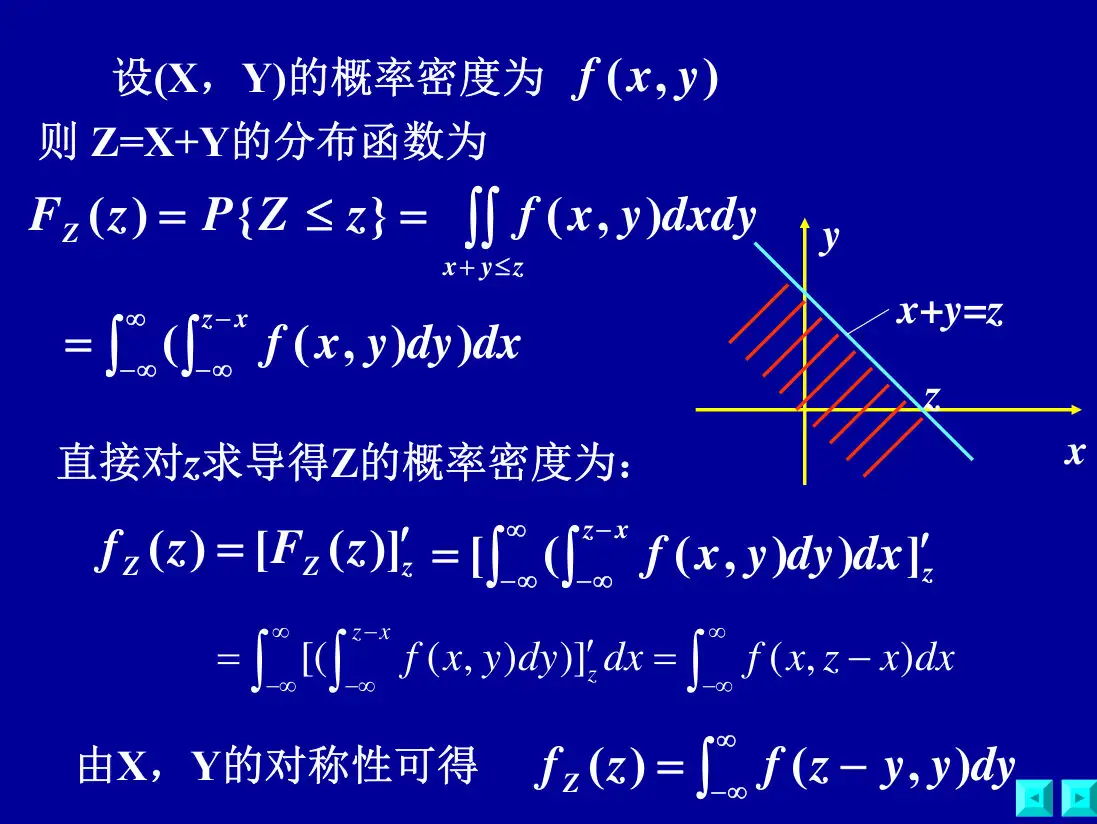 设(X，Y)的概率密度为 f(x,y)
则 Z=X+Y的分布函数为
F_Z(z) = P{Z ≤ z} = ∬_{x+y≤z} f(x,y)dxdy
= ∫_{−∞}^{∞} (∫_{−∞}^{z−x} f(x,y)dy)dx
y
x+y=z
z
x
直接对z求导得Z的概率密度为：
f_Z(z) = [F_Z(z)]′_z = [∫_{−∞}^{∞} (∫_{−∞}^{z−x} f(x,y)dy)dx]′_z
= ∫_{−∞}^{∞} [(∫_{−∞}^{z−x} f(x,y)dy)]′_z dx = ∫_{−∞}^{∞} f(x,z−x)dx
由X，Y的对称性可得 f_Z(z) = ∫_{−∞}^{∞} f(z−y,y)dy